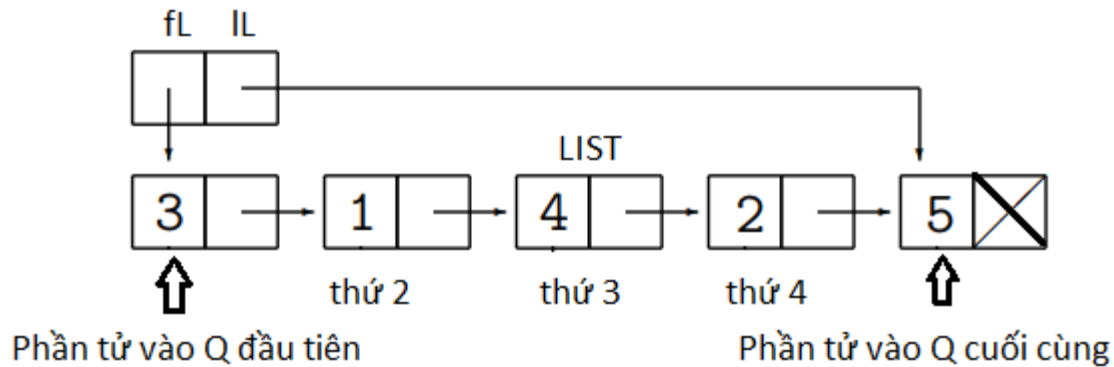 fL lL
LIST
3 1 4 2 5
thứ 2 thứ 3 thứ 4
Phần tử vào Q đầu tiên Phần tử vào Q cuối cùng